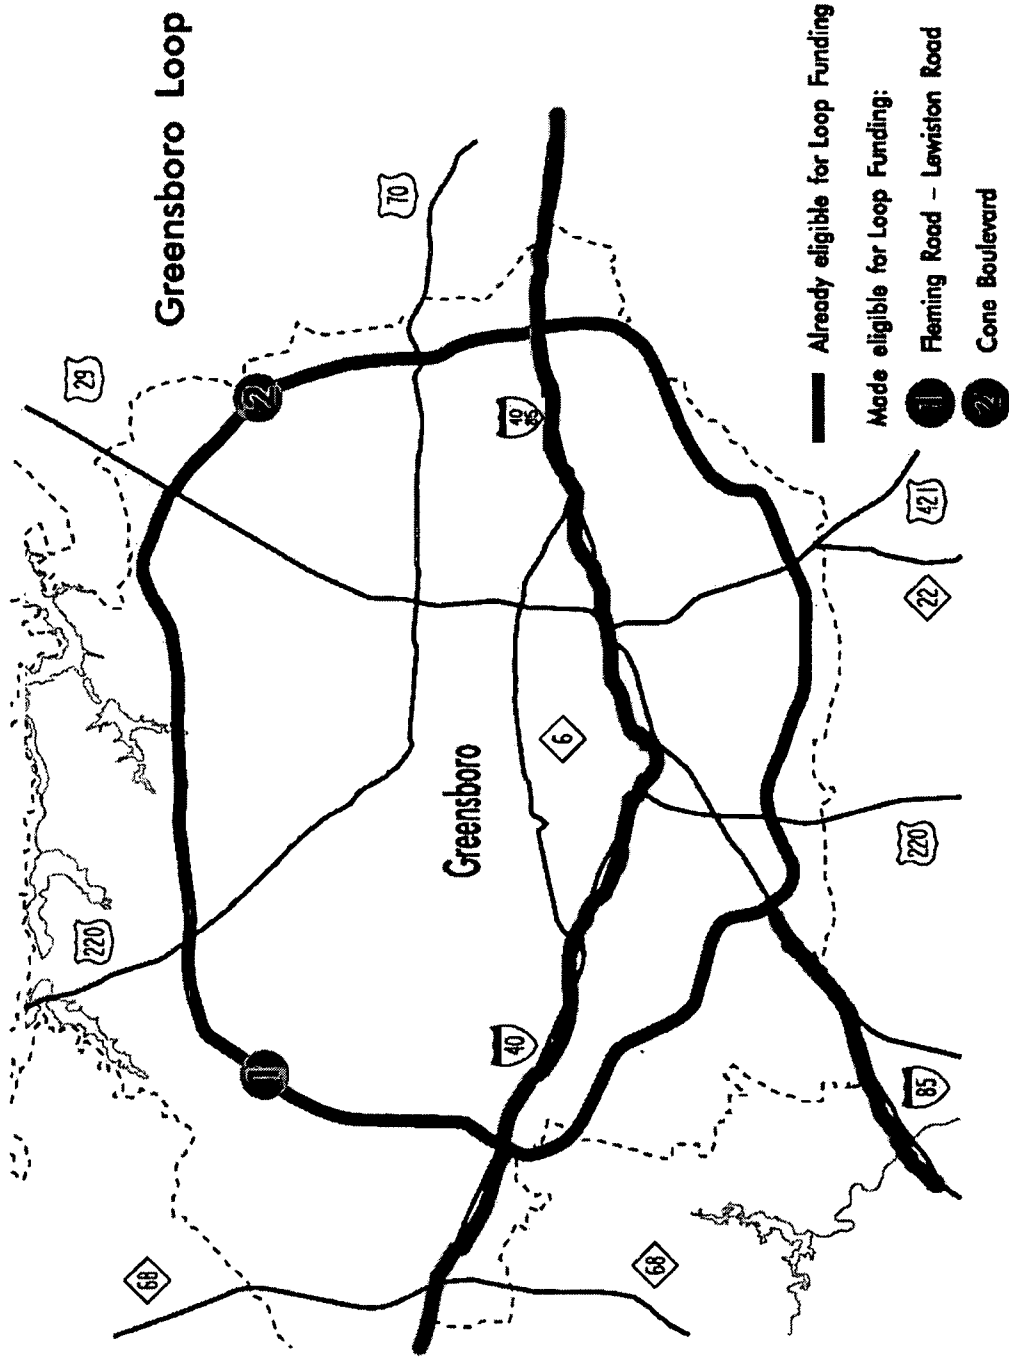 220
29
68
Greensboro Loop
1
2
70
Greensboro
40
40
85
6
68
Already eligible for Loop Funding
Made eligible for Loop Funding:
1 Fleming Road – Lewiston Road
2 Cone Boulevard
85
220
22
421